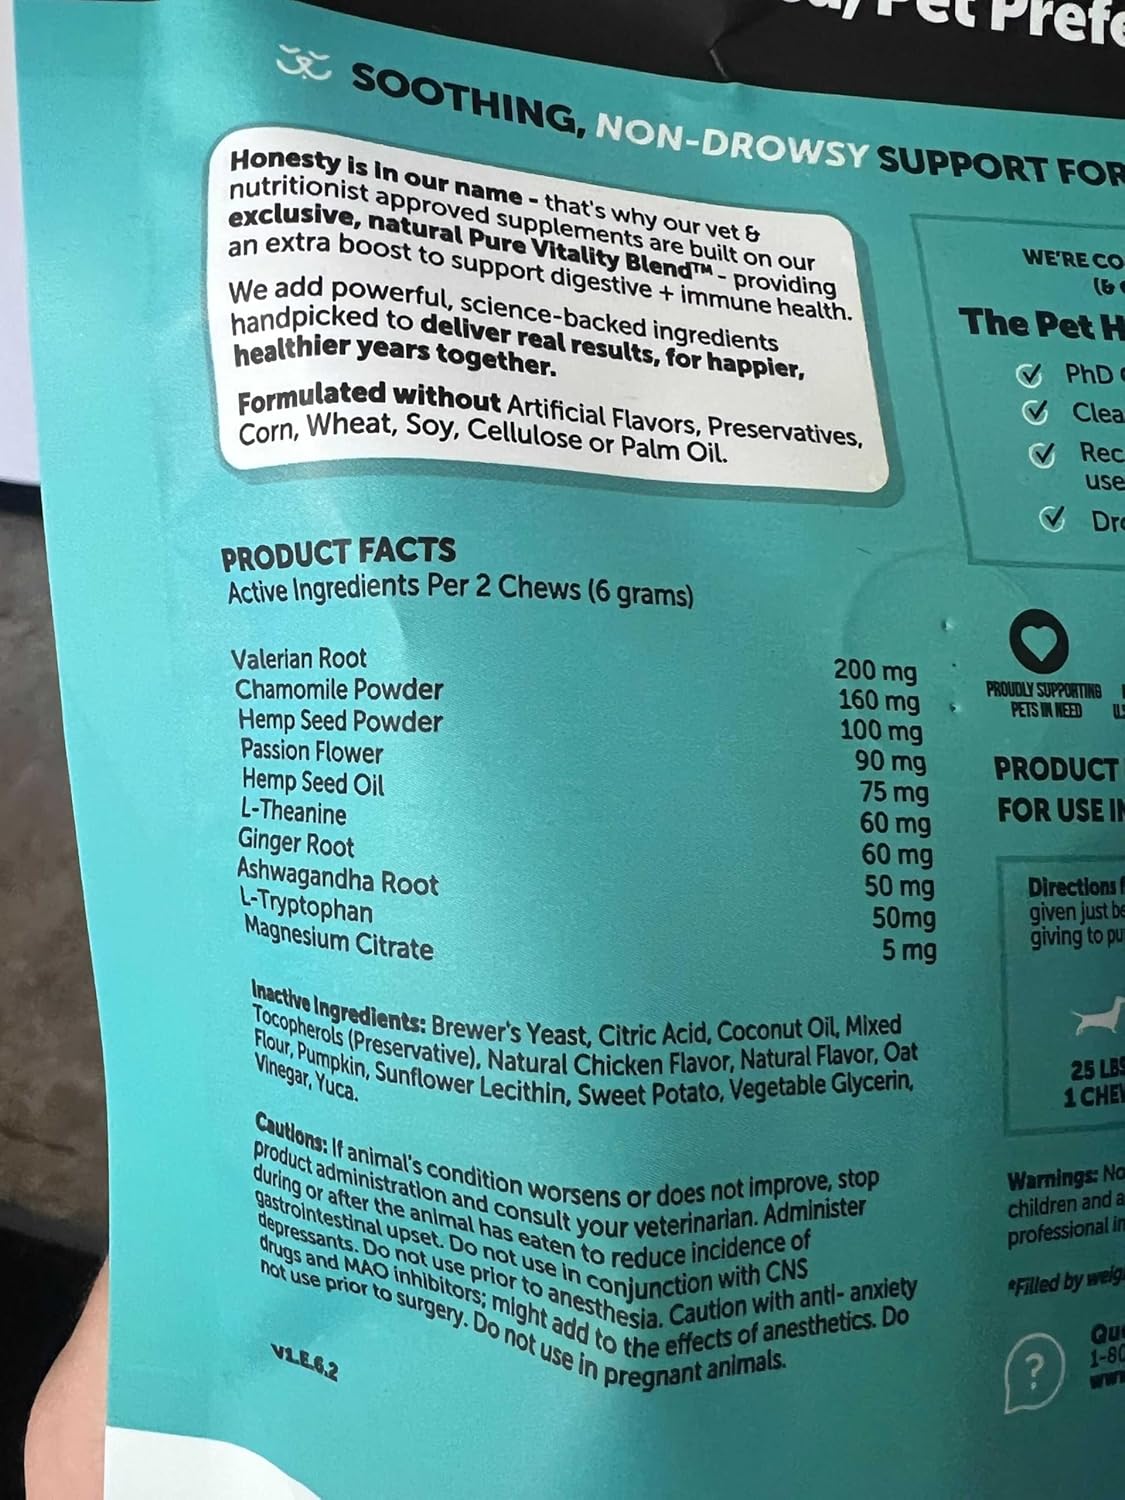 Pet Prefe
SOOTHING, NON-DROWSY SUPPORT FOR
Honesty is in our name - that's why our vet &
nutritionist approved supplements are built on our
exclusive, natural Pure Vitality Blend™ - providing
an extra boost to support digestive + immune health.
We add powerful, science-backed ingredients
handpicked to deliver real results, for happier,
healthier years together.
Formulated without Artificial Flavors, Preservatives,
Corn, Wheat, Soy, Cellulose or Palm Oil.
PRODUCT FACTS
Active Ingredients Per 2 Chews (6 grams)
Valerian Root 200 mg
Chamomile Powder 160 mg
Hemp Seed Powder 100 mg
Passion Flower 90 mg
Hemp Seed Oil 75 mg
L-Theanine 60 mg
Ginger Root 60 mg
Ashwagandha Root 50 mg
L-Tryptophan 50mg
Magnesium Citrate 5 mg
Inactive Ingredients: Brewer's Yeast, Citric Acid, Coconut Oil, Mixed
Tocopherols (Preservative), Natural Chicken Flavor, Natural Flavor, Oat
Flour, Pumpkin, Sunflower Lecithin, Sweet Potato, Vegetable Glycerin,
Vinegar, Yuca.
Cautions: If animal's condition worsens or does not improve, stop
product administration and consult your veterinarian. Administer
during or after the animal has eaten to reduce incidence of
gastrointestinal upset. Do not use in conjunction with CNS
depressants. Do not use prior to anesthesia. Caution with anti- anxiety
drugs and MAO inhibitors; might add to the effects of anesthetics. Do
not use prior to surgery. Do not use in pregnant animals.
V1.E.6.2
WE'RE CO
(&
The Pet H
PhD
Clea
Rec
use
Dr
PROUDLY SUPPORTING
PETS IN NEED
PRODUCT
FOR USE IN
Directions f
given just be
giving to pu
25 LBS
1 CHEW
Warnings: No
children and a
professional in
*Filled by weig
?
Que
1-80
www